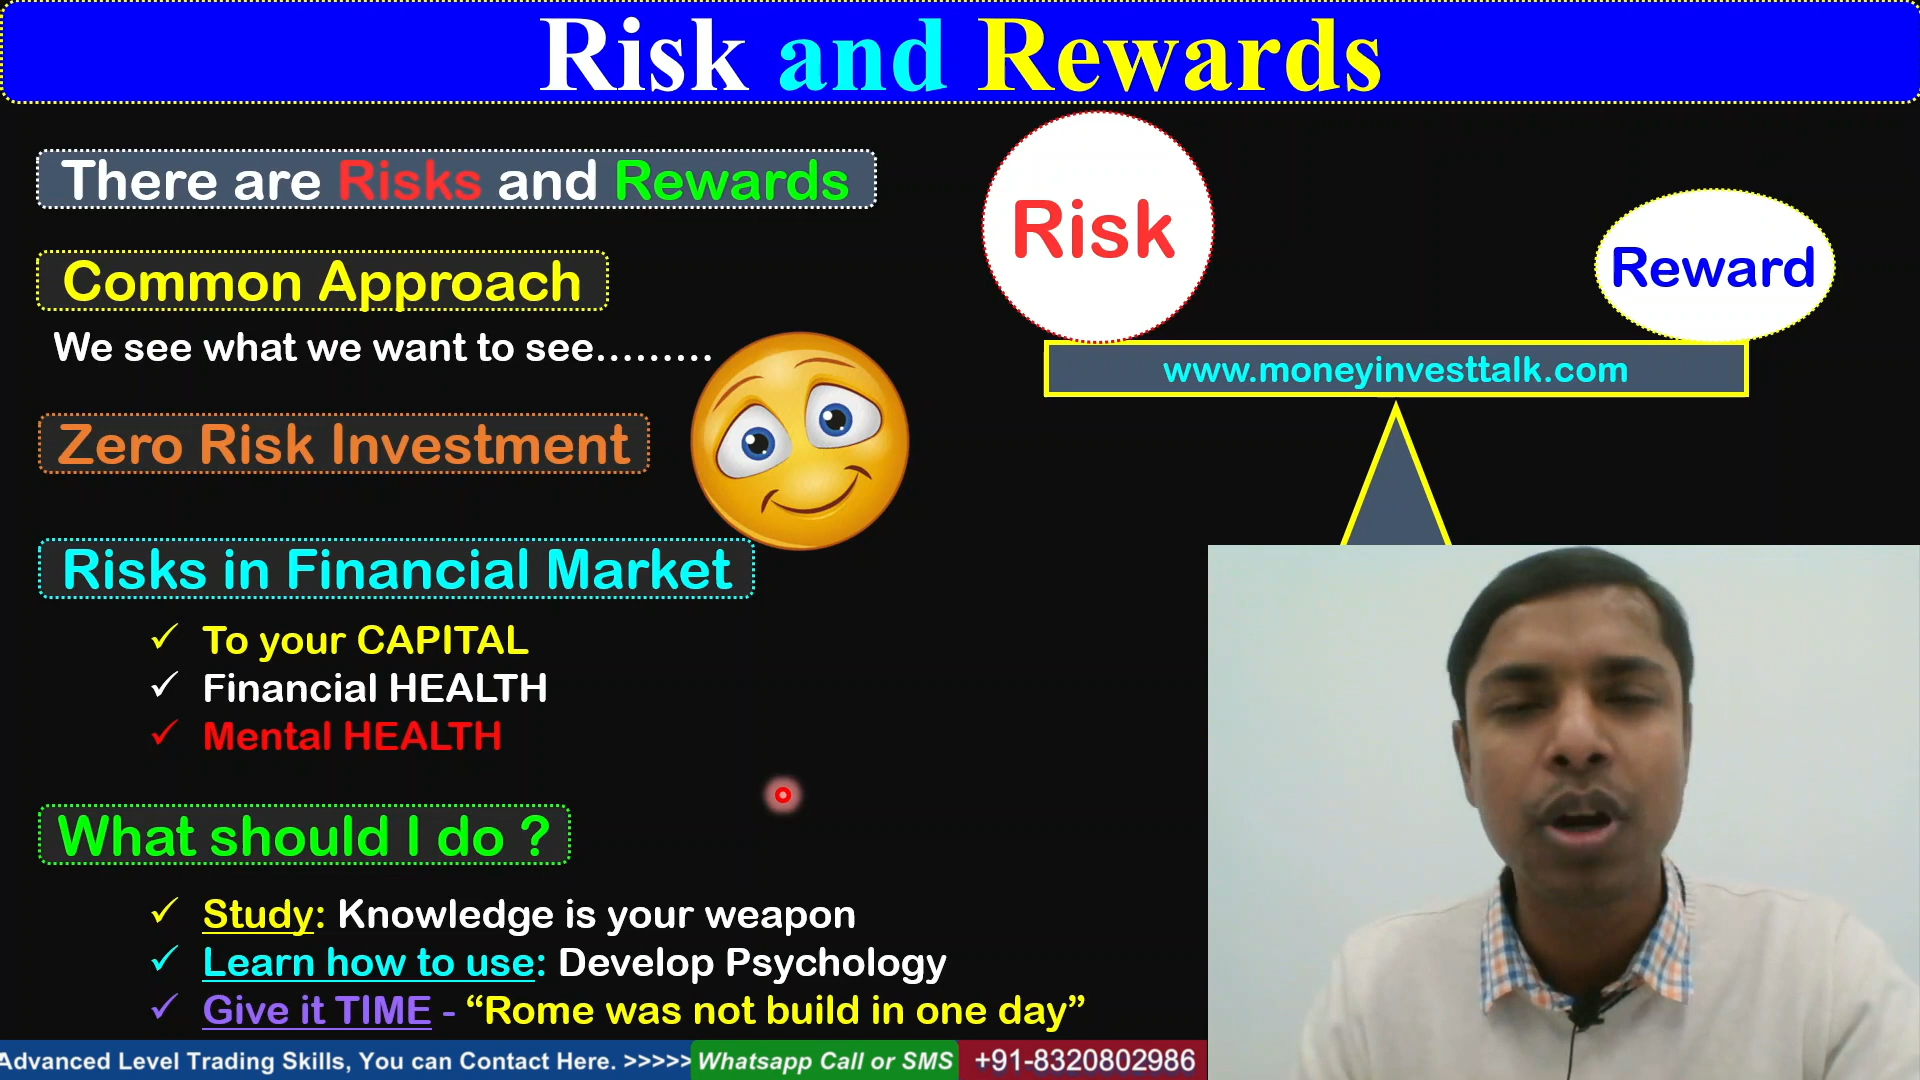 Risk and Rewards
There are Risks and Rewards
Common Approach
We see what we want to see.........
Zero Risk Investment
Risks in Financial Market
✓ To your CAPITAL
✓ Financial HEALTH
✓ Mental HEALTH
What should I do ?
✓ Study: Knowledge is your weapon
✓ Learn how to use: Develop Psychology
✓ Give it TIME - “Rome was not build in one day”
Risk
Reward
www.moneyinvesttalk.com
Advanced Level Trading Skills, You can Contact Here. >>>>> Whatsapp Call or SMS +91-8320802986